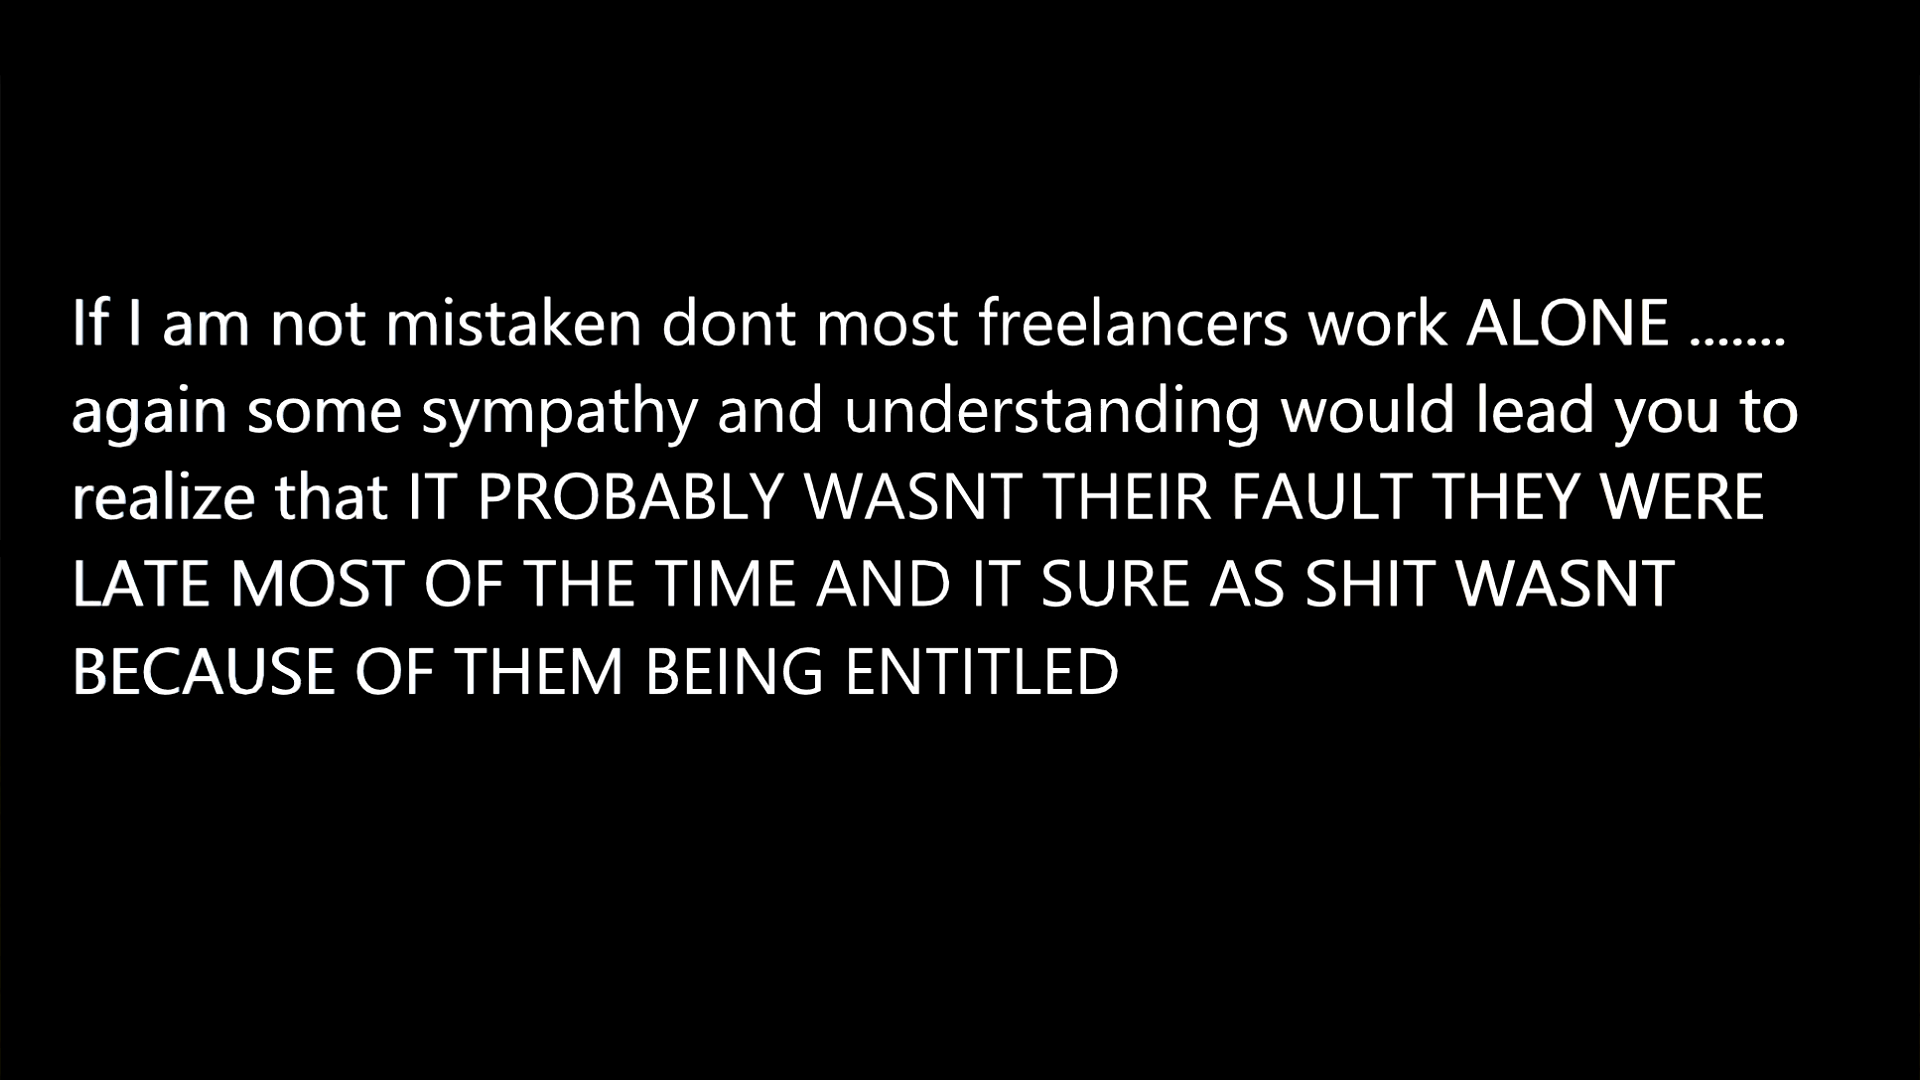 If I am not mistaken dont most freelancers work ALONE .......
again some sympathy and understanding would lead you to
realize that IT PROBABLY WASNT THEIR FAULT THEY WERE
LATE MOST OF THE TIME AND IT SURE AS SHIT WASNT
BECAUSE OF THEM BEING ENTITLED